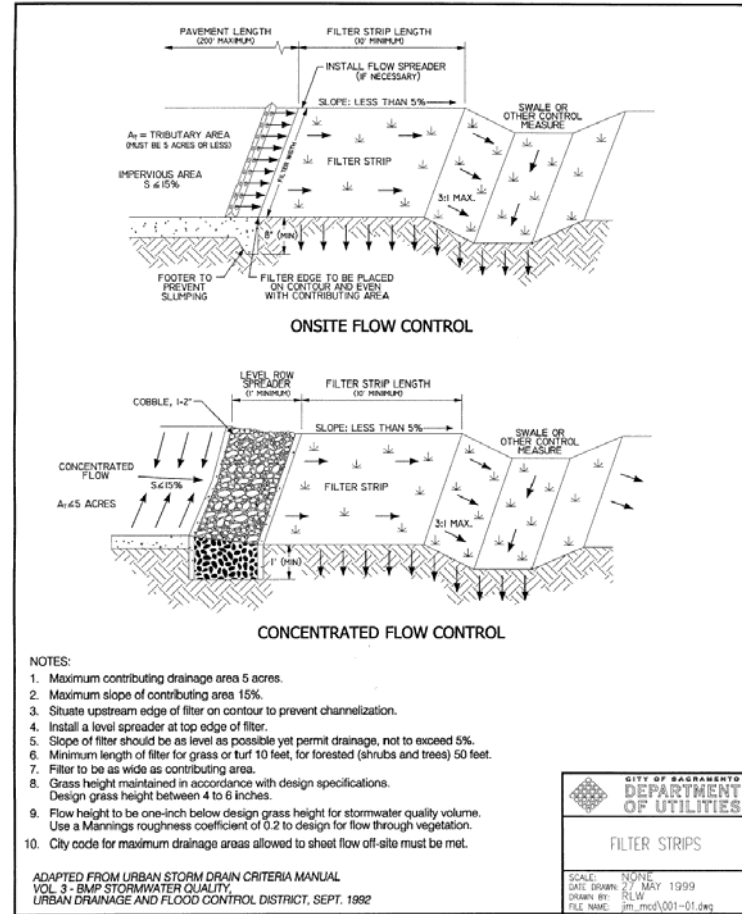 PAVEMENT LENGTH
(200' MAXIMUM)
FILTER STRIP LENGTH
(10' MINIMUM)
INSTALL FLOW SPREADER
(IF NECESSARY)
SLOPE: LESS THAN 5%
SWALE OR
OTHER CONTROL
MEASURE
AT = TRIBUTARY AREA
(MUST BE 5 ACRES OR LESS)
IMPERVIOUS AREA
S ≤ 15%
FILTER WIDTH
FILTER STRIP
3:1 MAX.
8" (MIN)
FOOTER TO
PREVENT
SLUMPING
FILTER EDGE TO BE PLACED
ON CONTOUR AND EVEN
WITH CONTRIBUTING AREA
ONSITE FLOW CONTROL
LEVEL ROW
SPREADER
(1' MINIMUM)
FILTER STRIP LENGTH
(10' MINIMUM)
COBBLE, 1-2"
SLOPE: LESS THAN 5%
SWALE OR
OTHER CONTROL
MEASURE
CONCENTRATED
FLOW
S≤15%
AT≤5 ACRES
FILTER STRIP
3:1 MAX.
1' (MIN)
CONCENTRATED FLOW CONTROL
NOTES:
1. Maximum contributing drainage area 5 acres.
2. Maximum slope of contributing area 15%.
3. Situate upstream edge of filter on contour to prevent channelization.
4. Install a level spreader at top edge of filter.
5. Slope of filter should be as level as possible yet permit drainage, not to exceed 5%.
6. Minimum length of filter for grass or turf 10 feet, for forested (shrubs and trees) 50 feet.
7. Filter to be as wide as contributing area.
8. Grass height maintained in accordance with design specifications.
Design grass height between 4 to 6 inches.
9. Flow height to be one-inch below design grass height for stormwater quality volume.
Use a Mannings roughness coefficient of 0.2 to design for flow through vegetation.
10. City code for maximum drainage areas allowed to sheet flow off-site must be met.
ADAPTED FROM URBAN STORM DRAIN CRITERIA MANUAL
VOL. 3 - BMP STORMWATER QUALITY,
URBAN DRAINAGE AND FLOOD CONTROL DISTRICT, SEPT. 1992
CITY OF SACRAMENTO
DEPARTMENT
OF UTILITIES
FILTER STRIPS
SCALE: NONE
DATE DRAWN: 27 MAY 1999
DRAWN BY: RLW
FILE NAME: jim_mcd\001-01.dwg